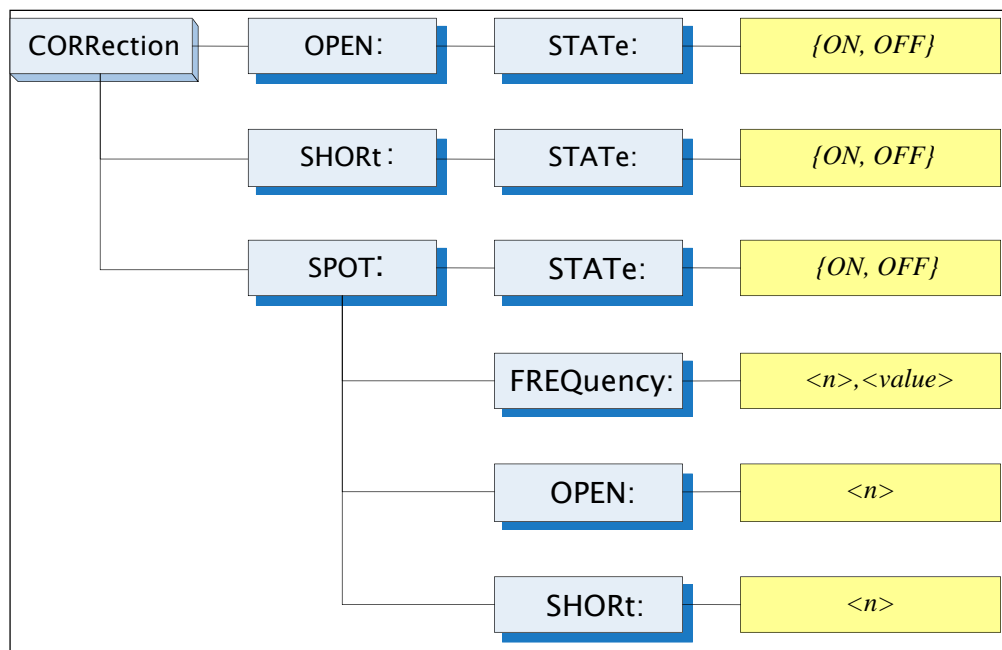 CORRection OPEN: STATe: {ON, OFF}
SHORt : STATe: {ON, OFF}
SPOT: STATe: {ON, OFF}
FREQuency: <n>,<value>
OPEN: <n>
SHORt: <n>